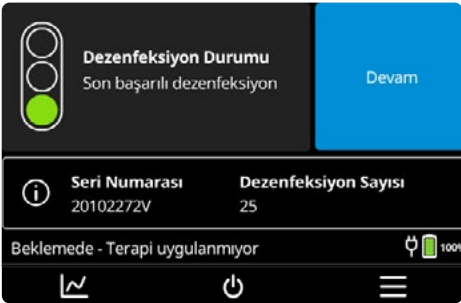 Dezenfeksiyon Durumu
Son başarılı dezenfeksiyon
Devam
Seri Numarası Dezenfeksiyon Sayısı
20102272V 25
Beklemede - Terapi uygulanmıyor 100%